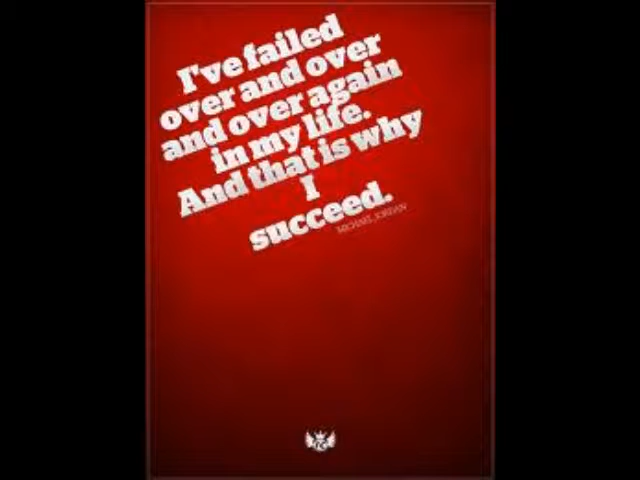 I've failed
over and over
and over again
in my life.
And that is why
I
succeed.
MICHAEL JORDAN